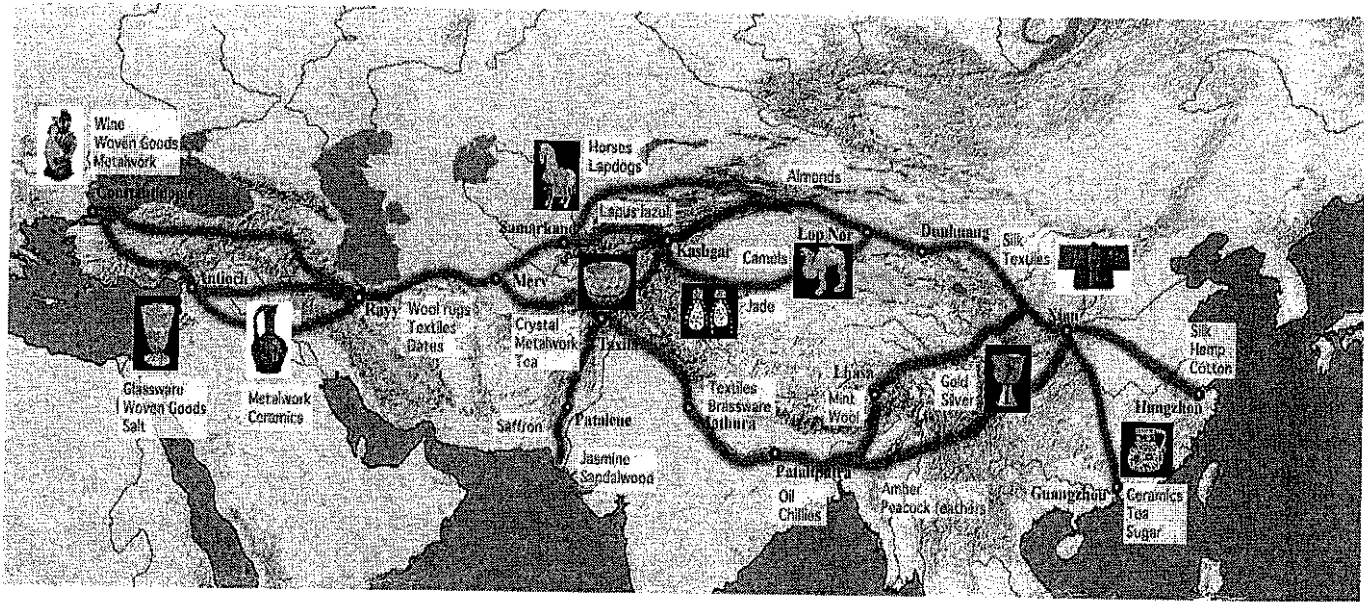 Wine
Woven Goods
Metalwork
Constantinople
Horses
Lapdogs
Almonds
Lapus lazuli
Samarkand
Kashgar
Camels
Lop Nor
Dunhuang
Silk
Textiles
Antioch
Rayy
Merv
Wool rugs
Textiles
Dates
Crystal
Metalwork
Tea
Taxila
Jade
Xian
Silk
Hemp
Cotton
Hangzhou
Glassware
Woven Goods
Salt
Metalwork
Ceramics
Saffron
Patalene
Jasmine
Sandalwood
Textiles
Brassware
Mathura
Lhasa
Mint
Wool
Gold
Silver
Pataliputra
Oil
Chillies
Amber
Peacock feathers
Guangzhou
Ceramics
Tea
Sugar